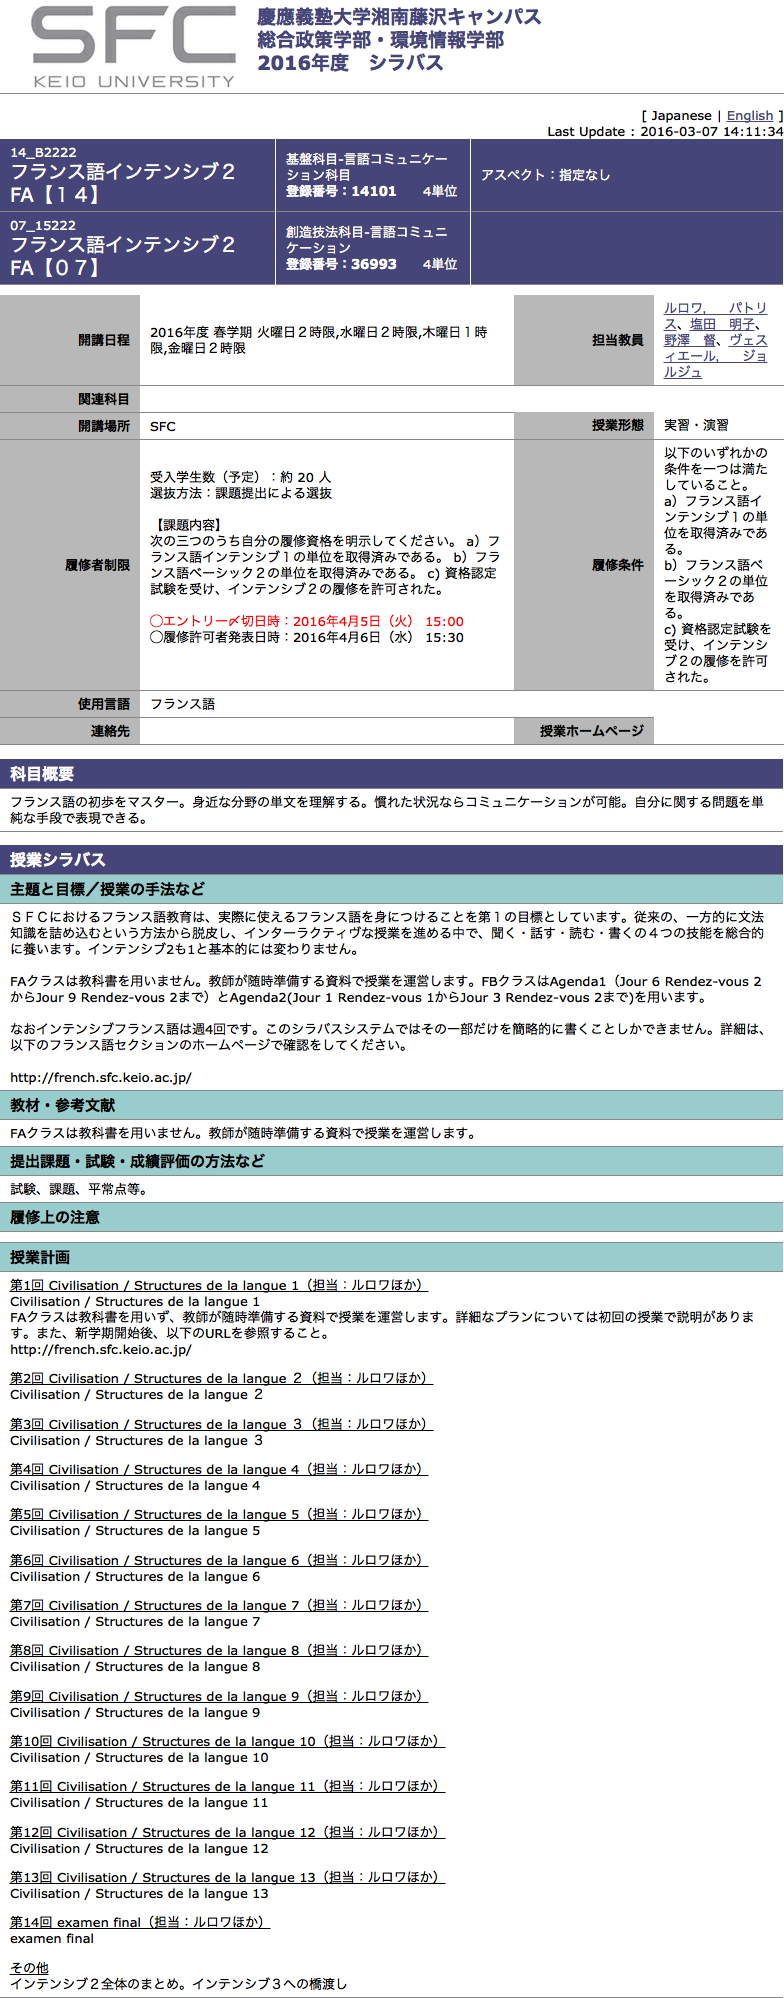 SFC
KEIO UNIVERSITY
慶應義塾大学湘南藤沢キャンパス
総合政策学部・環境情報学部
2016年度　シラバス
[ Japanese | English ]
Last Update : 2016-03-07 14:11:34
14_B2222
フランス語インテンシブ２
FA【１４】
基盤科目-言語コミュニケー
ション科目
登録番号：14101　　4単位
アスペクト：指定なし
07_15222
フランス語インテンシブ２
FA【０７】
創造技法科目-言語コミュニ
ケーション
登録番号：36993　　4単位
開講日程
2016年度 春学期 火曜日２時限,水曜日２時限,木曜日１時
限,金曜日２時限
担当教員
ルロワ,　　パトリ
ス、塩田　明子、
野澤　督、ヴェス
ィエール,　　ジョ
ルジュ
関連科目
開講場所
SFC
授業形態
実習・演習
履修者制限
受入学生数（予定）：約 20 人
選抜方法：課題提出による選抜
【課題内容】
次の三つのうち自分の履修資格を明示してください。 a）フ
ランス語インテンシブ１の単位を取得済みである。 b）フラ
ンス語ベーシック２の単位を取得済みである。 c) 資格認定
試験を受け、インテンシブ２の履修を許可された。
◯エントリー〆切日時：2016年4月5日（火） 15:00
◯履修許可者発表日時：2016年4月6日（水） 15:30
履修条件
以下のいずれかの
条件を一つは満た
していること。
a）フランス語イ
ンテンシブ１の単
位を取得済みであ
る。
b）フランス語ベ
ーシック２の単位
を取得済みであ
る。
c) 資格認定試験を
受け、インテンシ
ブ２の履修を許可
された。
使用言語
フランス語
連絡先
授業ホームページ
科目概要
フランス語の初歩をマスター。身近な分野の単文を理解する。慣れた状況ならコミュニケーションが可能。自分に関する問題を単
純な手段で表現できる。
授業シラバス
主題と目標／授業の手法など
ＳＦＣにおけるフランス語教育は、実際に使えるフランス語を身につけることを第１の目標としています。従来の、一方的に文法
知識を詰め込むという方法から脱皮し、インターラクティヴな授業を進める中で、聞く・話す・読む・書くの４つの技能を総合的
に養います。インテンシブ2も1と基本的には変わりません。
FAクラスは教科書を用いません。教師が随時準備する資料で授業を運営します。FBクラスはAgenda1（Jour 6 Rendez-vous 2
からJour 9 Rendez-vous 2まで）とAgenda2(Jour 1 Rendez-vous 1からJour 3 Rendez-vous 2まで)を用います。
なおインテンシブフランス語は週4回です。このシラバスシステムではその一部だけを簡略的に書くことしかできません。詳細は、
以下のフランス語セクションのホームページで確認をしてください。
http://french.sfc.keio.ac.jp/
教材・参考文献
FAクラスは教科書を用いません。教師が随時準備する資料で授業を運営します。
提出課題・試験・成績評価の方法など
試験、課題、平常点等。
履修上の注意
授業計画
第1回 Civilisation / Structures de la langue 1（担当：ルロワほか）
Civilisation / Structures de la langue 1
FAクラスは教科書を用いず、教師が随時準備する資料で授業を運営します。詳細なプランについては初回の授業で説明がありま
す。また、新学期開始後、以下のURLを参照すること。
http://french.sfc.keio.ac.jp/
第2回 Civilisation / Structures de la langue ２（担当：ルロワほか）
Civilisation / Structures de la langue ２
第3回 Civilisation / Structures de la langue ３（担当：ルロワほか）
Civilisation / Structures de la langue ３
第4回 Civilisation / Structures de la langue 4（担当：ルロワほか）
Civilisation / Structures de la langue 4
第5回 Civilisation / Structures de la langue 5（担当：ルロワほか）
Civilisation / Structures de la langue 5
第6回 Civilisation / Structures de la langue 6（担当：ルロワほか）
Civilisation / Structures de la langue 6
第7回 Civilisation / Structures de la langue 7（担当：ルロワほか）
Civilisation / Structures de la langue 7
第8回 Civilisation / Structures de la langue 8（担当：ルロワほか）
Civilisation / Structures de la langue 8
第9回 Civilisation / Structures de la langue 9（担当：ルロワほか）
Civilisation / Structures de la langue 9
第10回 Civilisation / Structures de la langue 10（担当：ルロワほか）
Civilisation / Structures de la langue 10
第11回 Civilisation / Structures de la langue 11（担当：ルロワほか）
Civilisation / Structures de la langue 11
第12回 Civilisation / Structures de la langue 12（担当：ルロワほか）
Civilisation / Structures de la langue 12
第13回 Civilisation / Structures de la langue 13（担当：ルロワほか）
Civilisation / Structures de la langue 13
第14回 examen final（担当：ルロワほか）
examen final
その他
インテンシブ２全体のまとめ。インテンシブ３への橋渡し